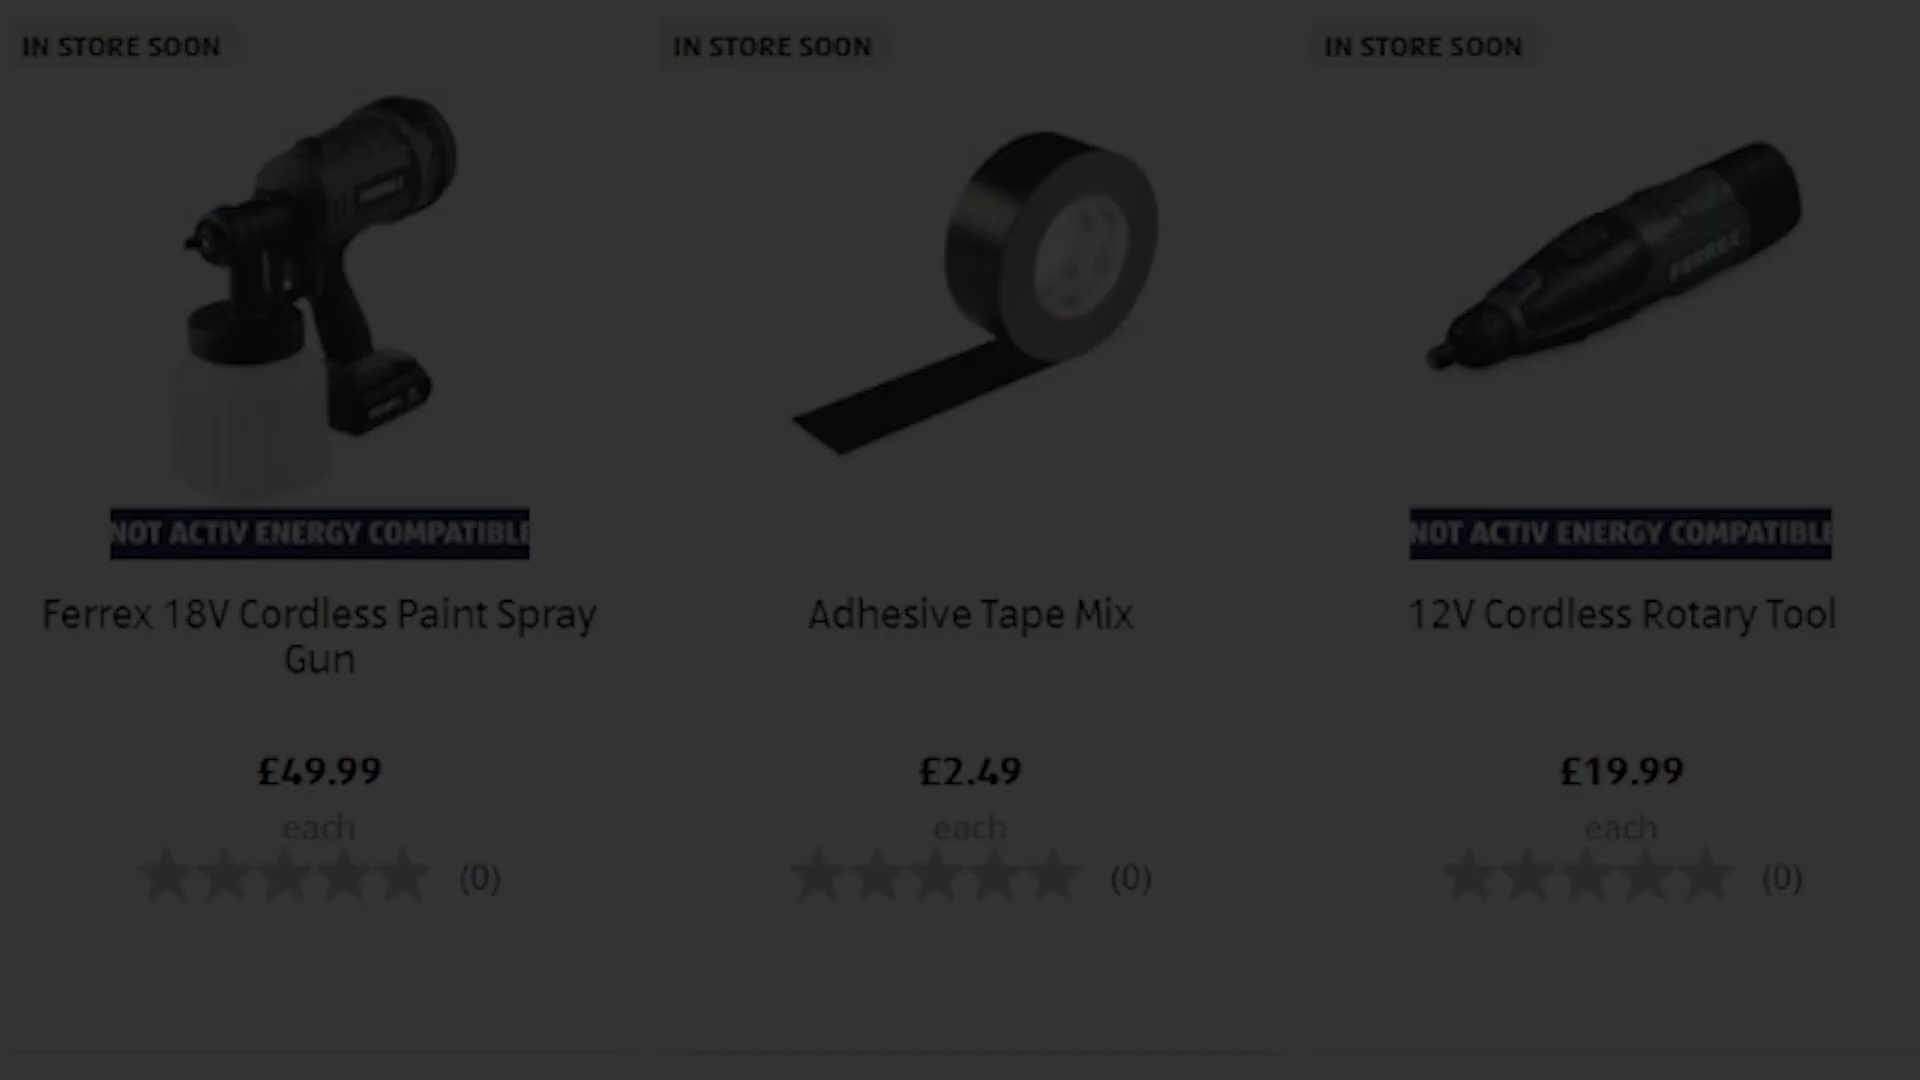 IN STORE SOON
IN STORE SOON
IN STORE SOON
FERREX
NOT ACTIV ENERGY COMPATIBLE
NOT ACTIV ENERGY COMPATIBLE
Ferrex 18V Cordless Paint Spray
Gun
Adhesive Tape Mix
12V Cordless Rotary Tool
£49.99
£2.49
£19.99
each
each
each
(0)
(0)
(0)